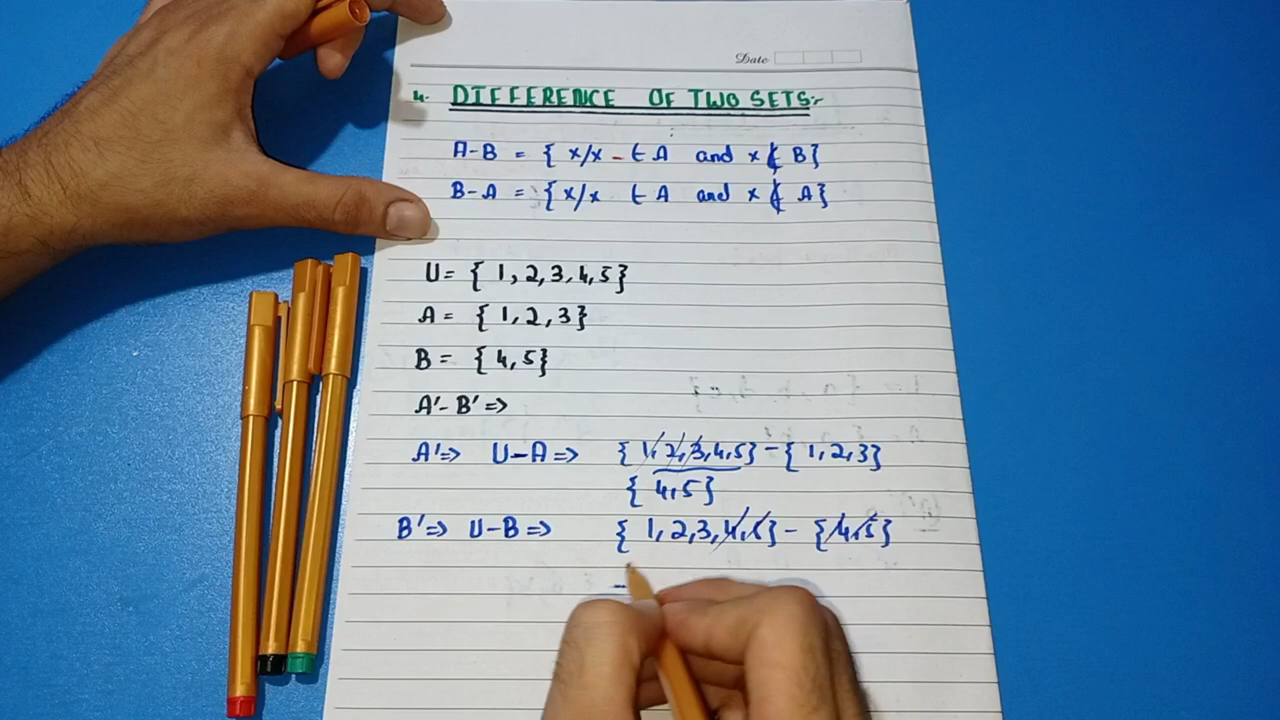 Date
4. DIFFERENCE OF TWO SETS:-
A-B = { x/x - ∈ A and x ∉ B}
B-A = {x/x ∈ A and x ∉ A}
U = { 1, 2, 3, 4, 5}
A = { 1, 2, 3}
B = { 4, 5}
A'- B' =>
A' => U-A => { 1, 2, 3, 4, 5} - { 1, 2, 3}
{ 4, 5}
B' => U-B => { 1, 2, 3, 4, 5} - { 4, 5}